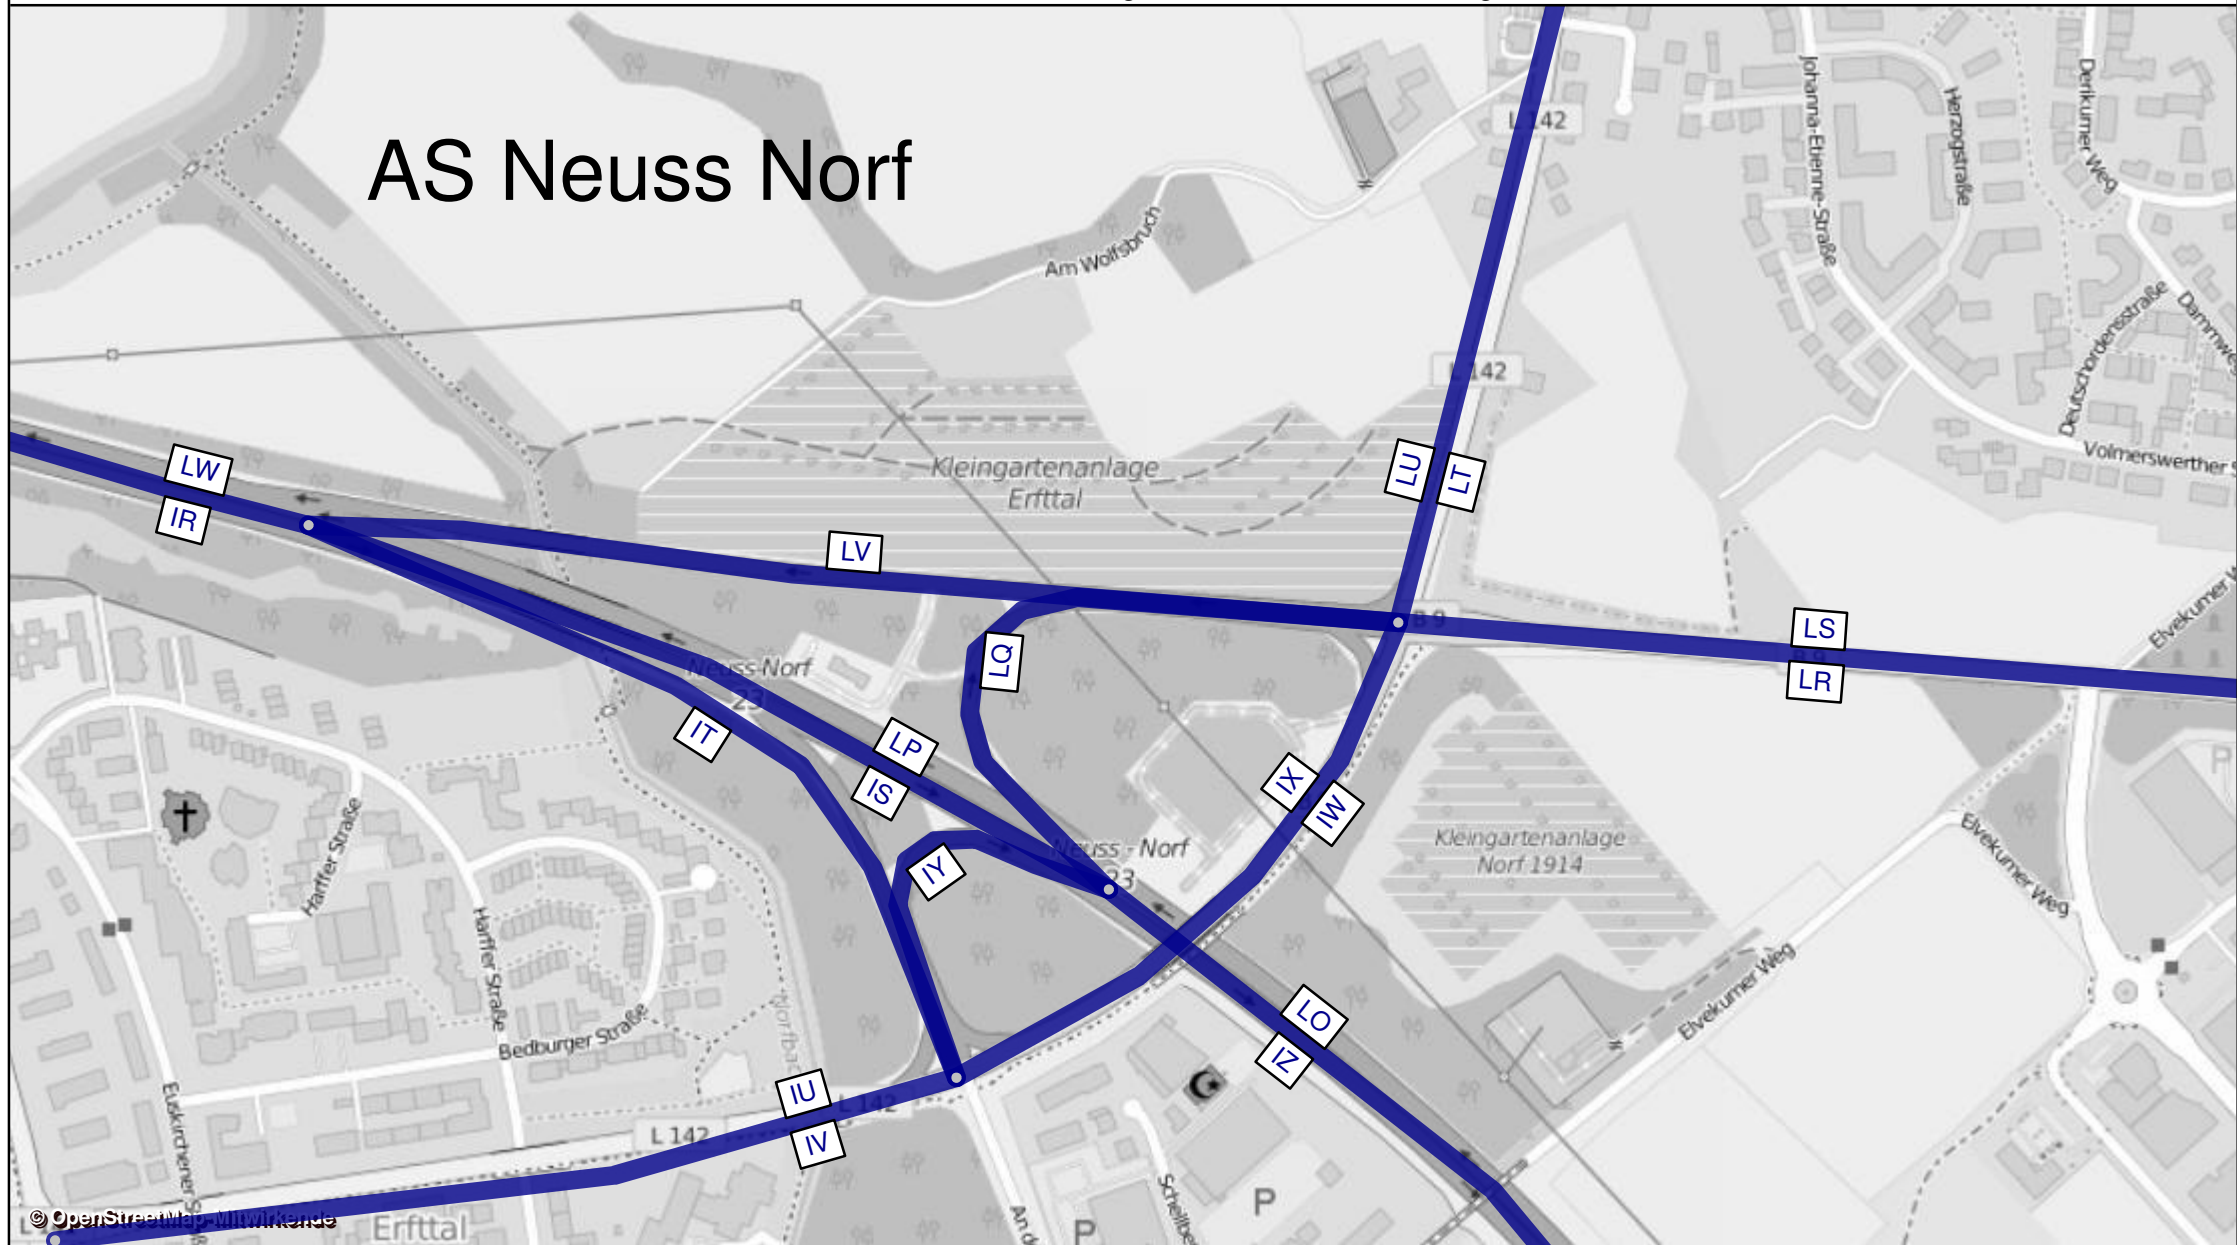 AS Neuss Norf
L 142
Johanna-Etienne-Straße
Herzogstraße
Derikumer Weg
Deutschordensstraße
Volmerswerther S
Am Wolfsbruch
L 142
Kleingartenanlage
Erfttal
LW
IR
LU
LT
LV
B 9
LS
LR
LQ
Neuss-Norf
23
IT
LP
IS
IX
IW
IY
Neuss - Norf
23
Kleingartenanlage
Norf 1914
Elvekumer Weg
Elvekumer Weg
Harffer Straße
Harffer Straße
Bedburger Straße
LO
IZ
IU
IV
L 142
L 142
P
P
P
Erfttal
© OpenStreetMap-Mitwirkende